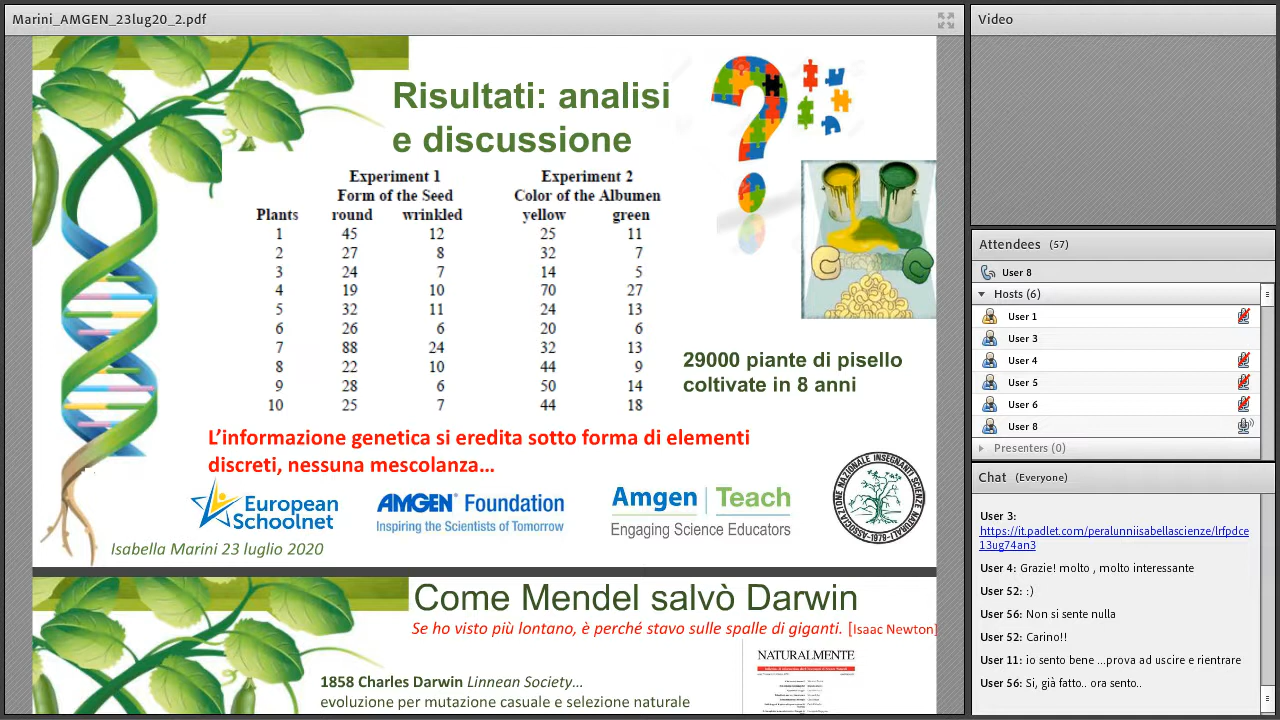 Marini_AMGEN_23lug20_2.pdf
Risultati: analisi
e discussione
Experiment 1 Experiment 2
Form of the Seed Color of the Albumen
Plants round wrinkled yellow green
1 45 12 25 11
2 27 8 32 7
3 24 7 14 5
4 19 10 70 27
5 32 11 24 13
6 26 6 20 6
7 88 24 32 13
8 22 10 44 9
9 28 6 50 14
10 25 7 44 18
29000 piante di pisello
coltivate in 8 anni
L'informazione genetica si eredita sotto forma di elementi
discreti, nessuna mescolanza...
European
Schoolnet
AMGEN® Foundation
Inspiring the Scientists of Tomorrow
Amgen Teach
Engaging Science Educators
ASSOCIAZIONE NAZIONALE INSEGNANTI SCIENZE NATURALI
-1979-
Isabella Marini 23 luglio 2020
Come Mendel salvò Darwin
Se ho visto più lontano, è perché stavo sulle spalle di giganti. [Isaac Newton]
NATURALMENTE
1858 Charles Darwin Linnean Society...
evoluzione per mutazione casuale e selezione naturale
Video
Attendees (57)
User 8
Hosts (6)
User 1
User 3
User 4
User 5
User 6
User 8
Presenters (0)
Chat (Everyone)
User 3:
https://it.padlet.com/peralunniisabellascienze/lrfpdce
13ug74an3
User 4: Grazie! molto , molto interessante
User 52: :)
User 56: Non si sente nulla
User 52: Carino!!
User 11: io sento bene.. prova ad uscire e rientrare
User 56: Si, grazie, ora sento